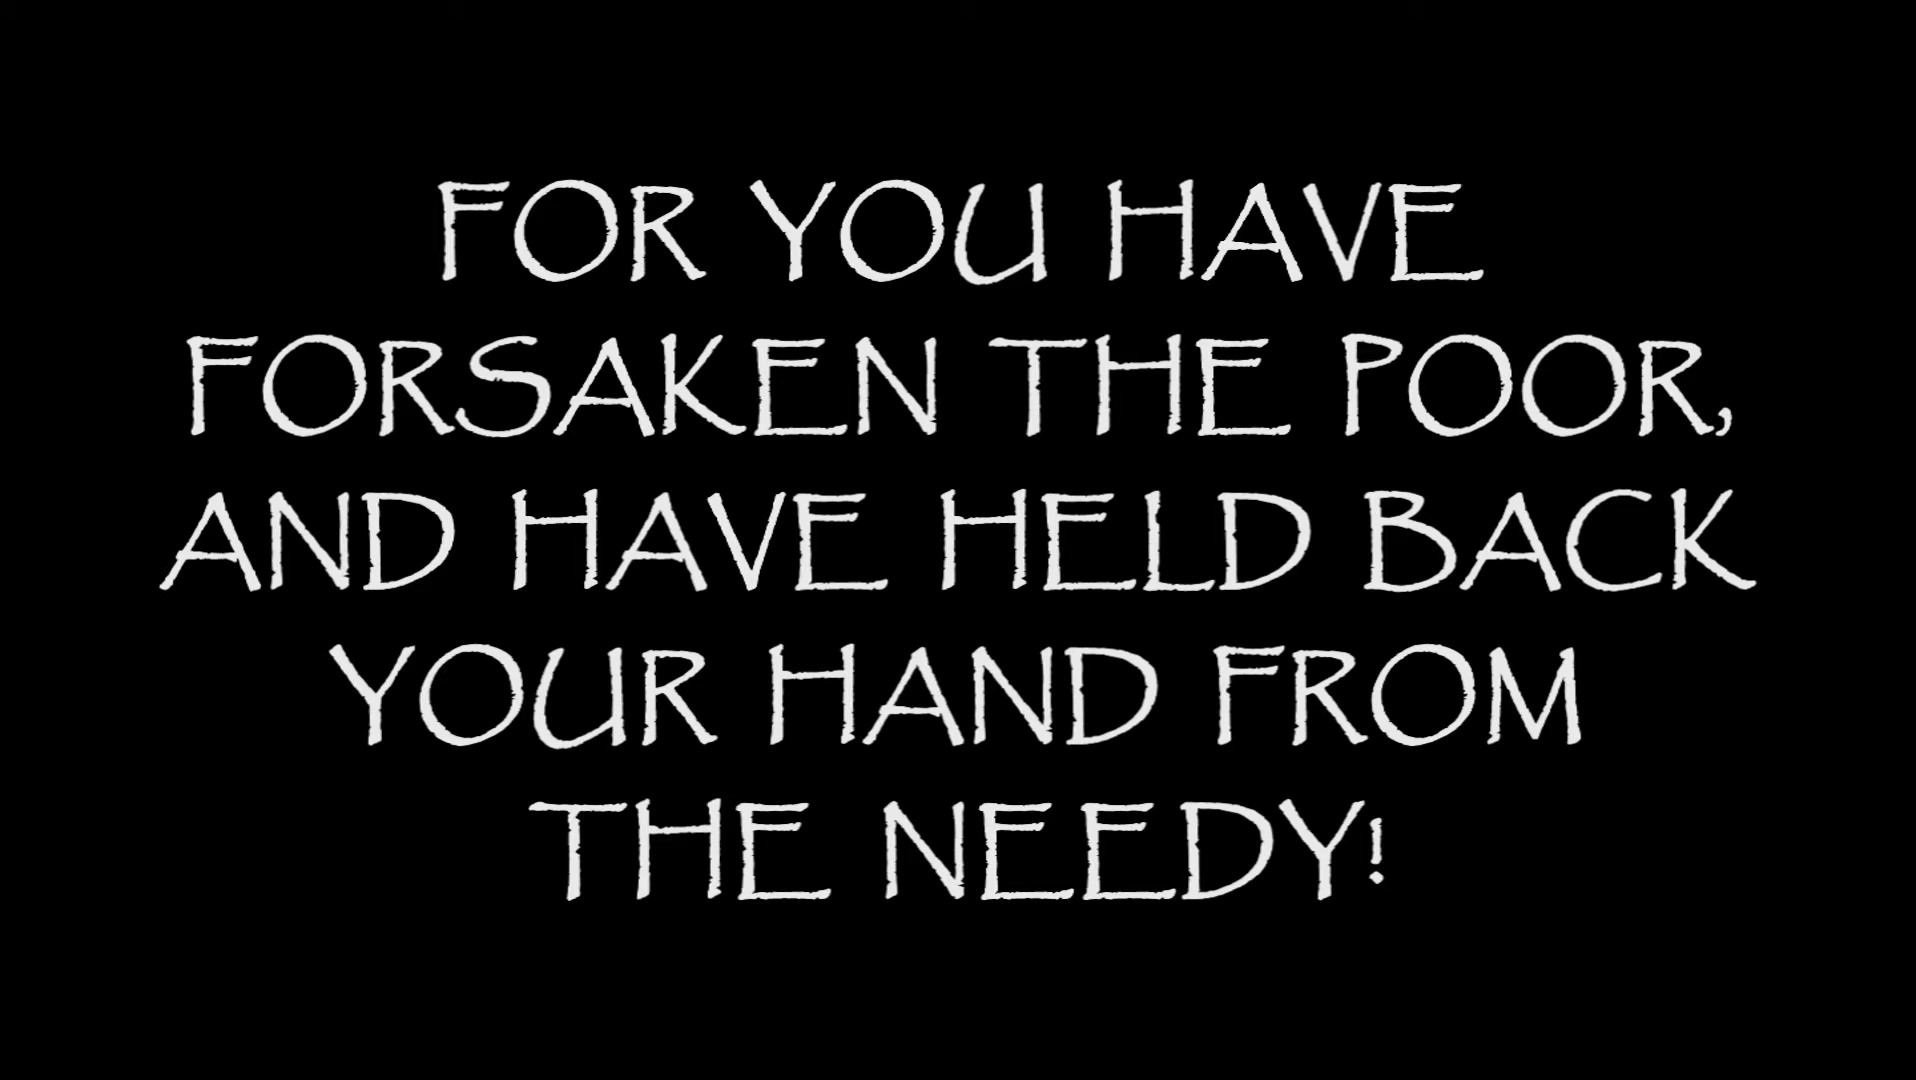 FOR YOU HAVE
FORSAKEN THE POOR,
AND HAVE HELD BACK
YOUR HAND FROM
THE NEEDY!